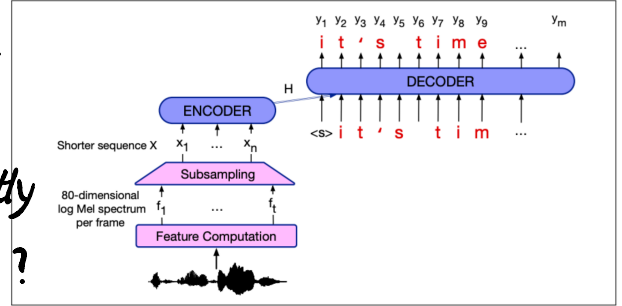 y1 y2 y3 y4 y5 y6 y7 y8 y9 ym
i t ' s t i m e ...
DECODER
H
ENCODER
<s> i t ' s t i m ...
Shorter sequence X x1 ... xn
Subsampling
80-dimensional
log Mel spectrum
per frame
f1 ... ft
Feature Computation
?